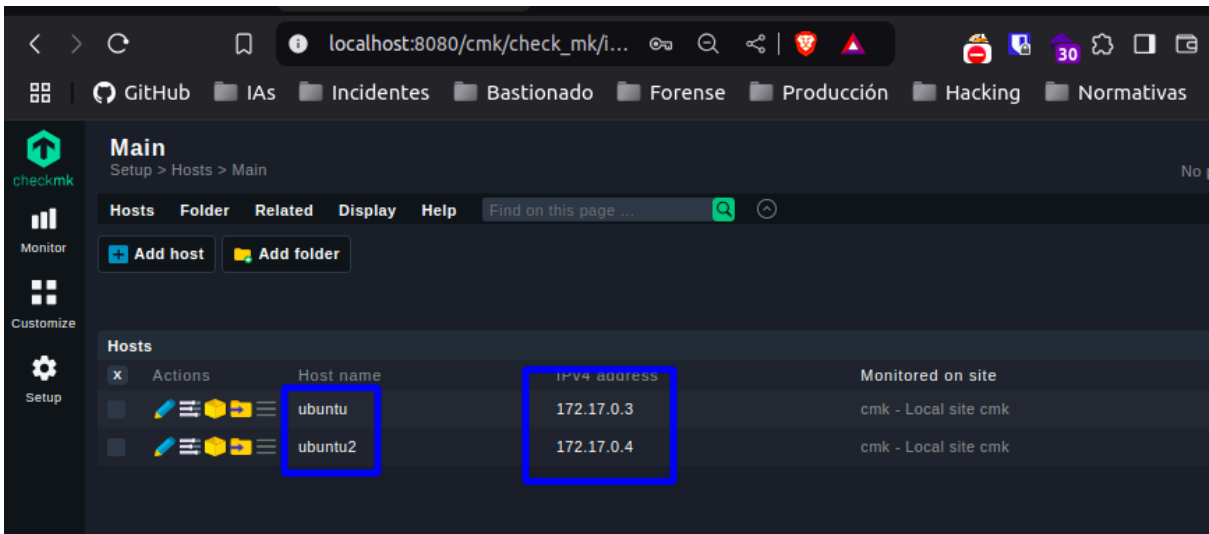 localhost:8080/cmk/check_mk/i...
30
GitHub IAs Incidentes Bastionado Forense Producción Hacking Normativas
checkmk
Main
Setup > Hosts > Main
No
Hosts Folder Related Display Help Find on this page ...
Monitor
Add host Add folder
Customize
Hosts
X Actions Host name IPv4 address Monitored on site
Setup
ubuntu 172.17.0.3 cmk - Local site cmk
ubuntu2 172.17.0.4 cmk - Local site cmk